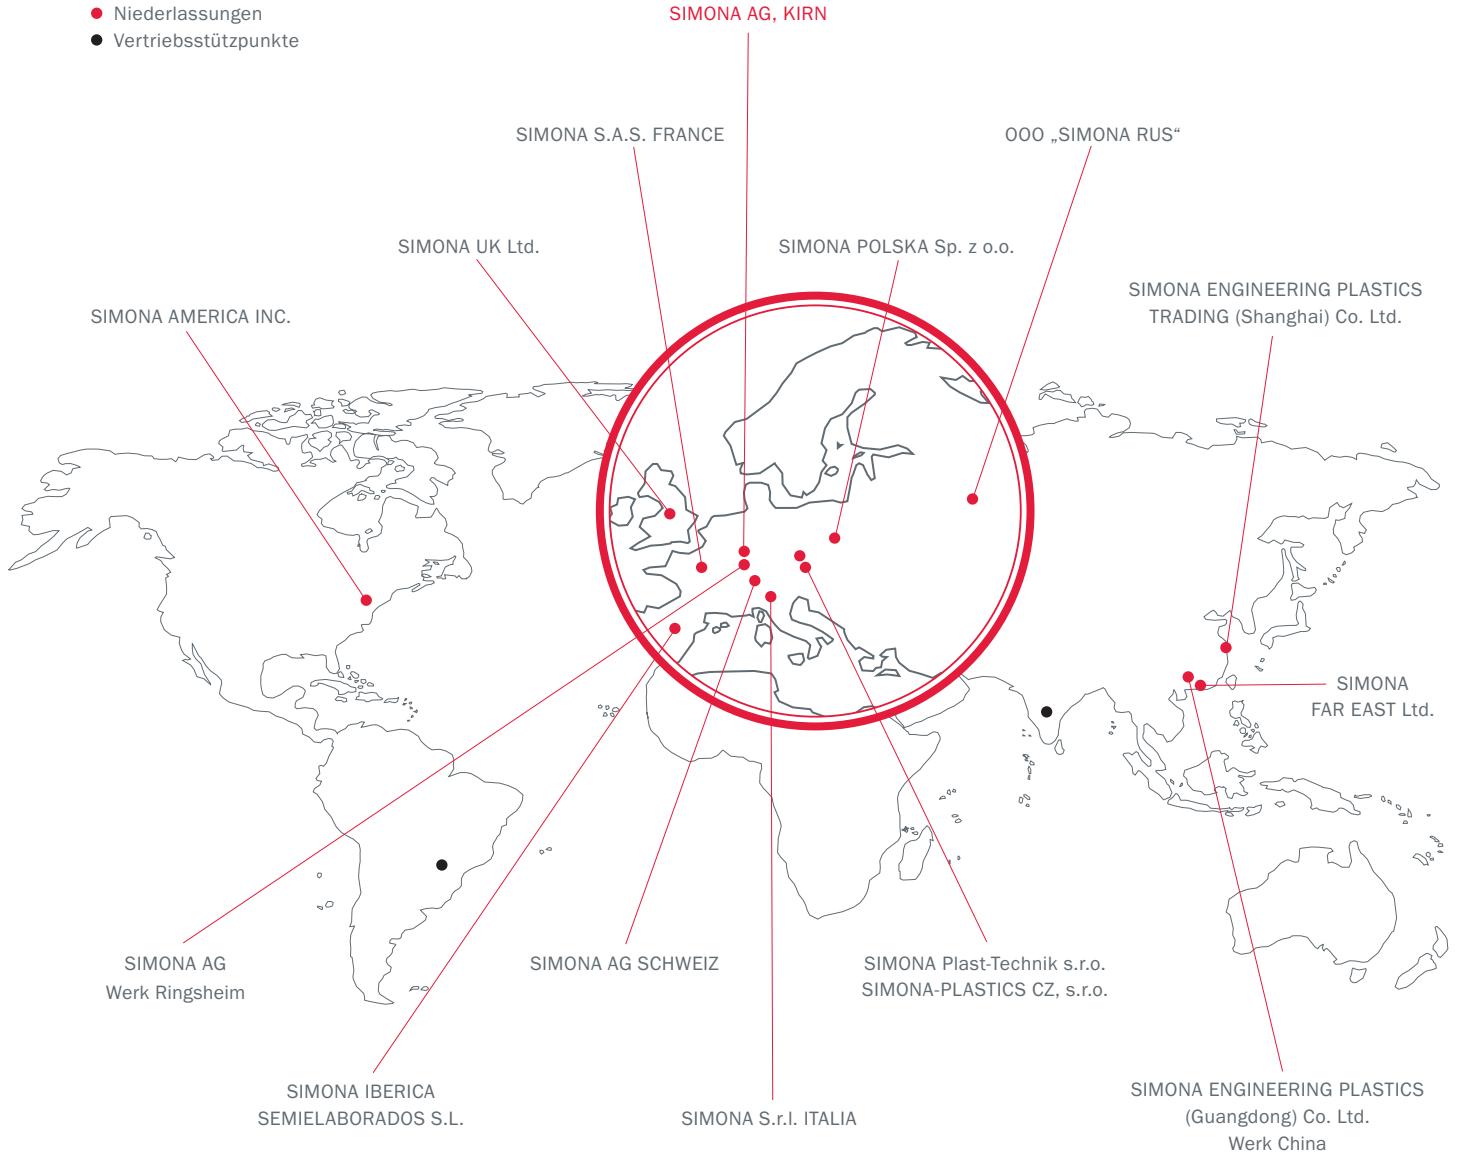 Niederlassungen
Vertriebsstützpunkte
SIMONA AG, KIRN
SIMONA S.A.S. FRANCE
OOO „SIMONA RUS“
SIMONA UK Ltd.
SIMONA POLSKA Sp. z o.o.
SIMONA ENGINEERING PLASTICS
TRADING (Shanghai) Co. Ltd.
SIMONA AMERICA INC.
SIMONA
FAR EAST Ltd.
SIMONA AG
Werk Ringsheim
SIMONA AG SCHWEIZ
SIMONA Plast-Technik s.r.o.
SIMONA-PLASTICS CZ, s.r.o.
SIMONA IBERICA
SEMIELABORADOS S.L.
SIMONA S.r.l. ITALIA
SIMONA ENGINEERING PLASTICS
(Guangdong) Co. Ltd.
Werk China